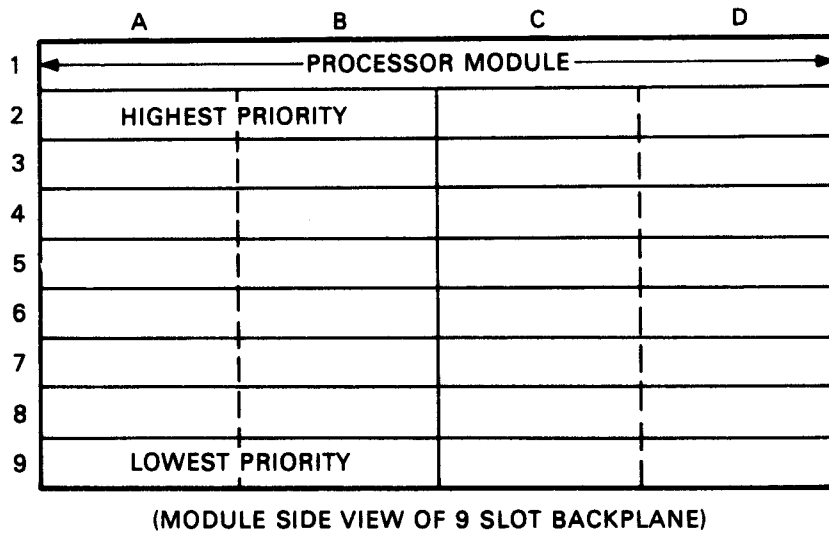 A B C D
1 PROCESSOR MODULE
2 HIGHEST PRIORITY
3
4
5
6
7
8
9 LOWEST PRIORITY
(MODULE SIDE VIEW OF 9 SLOT BACKPLANE)